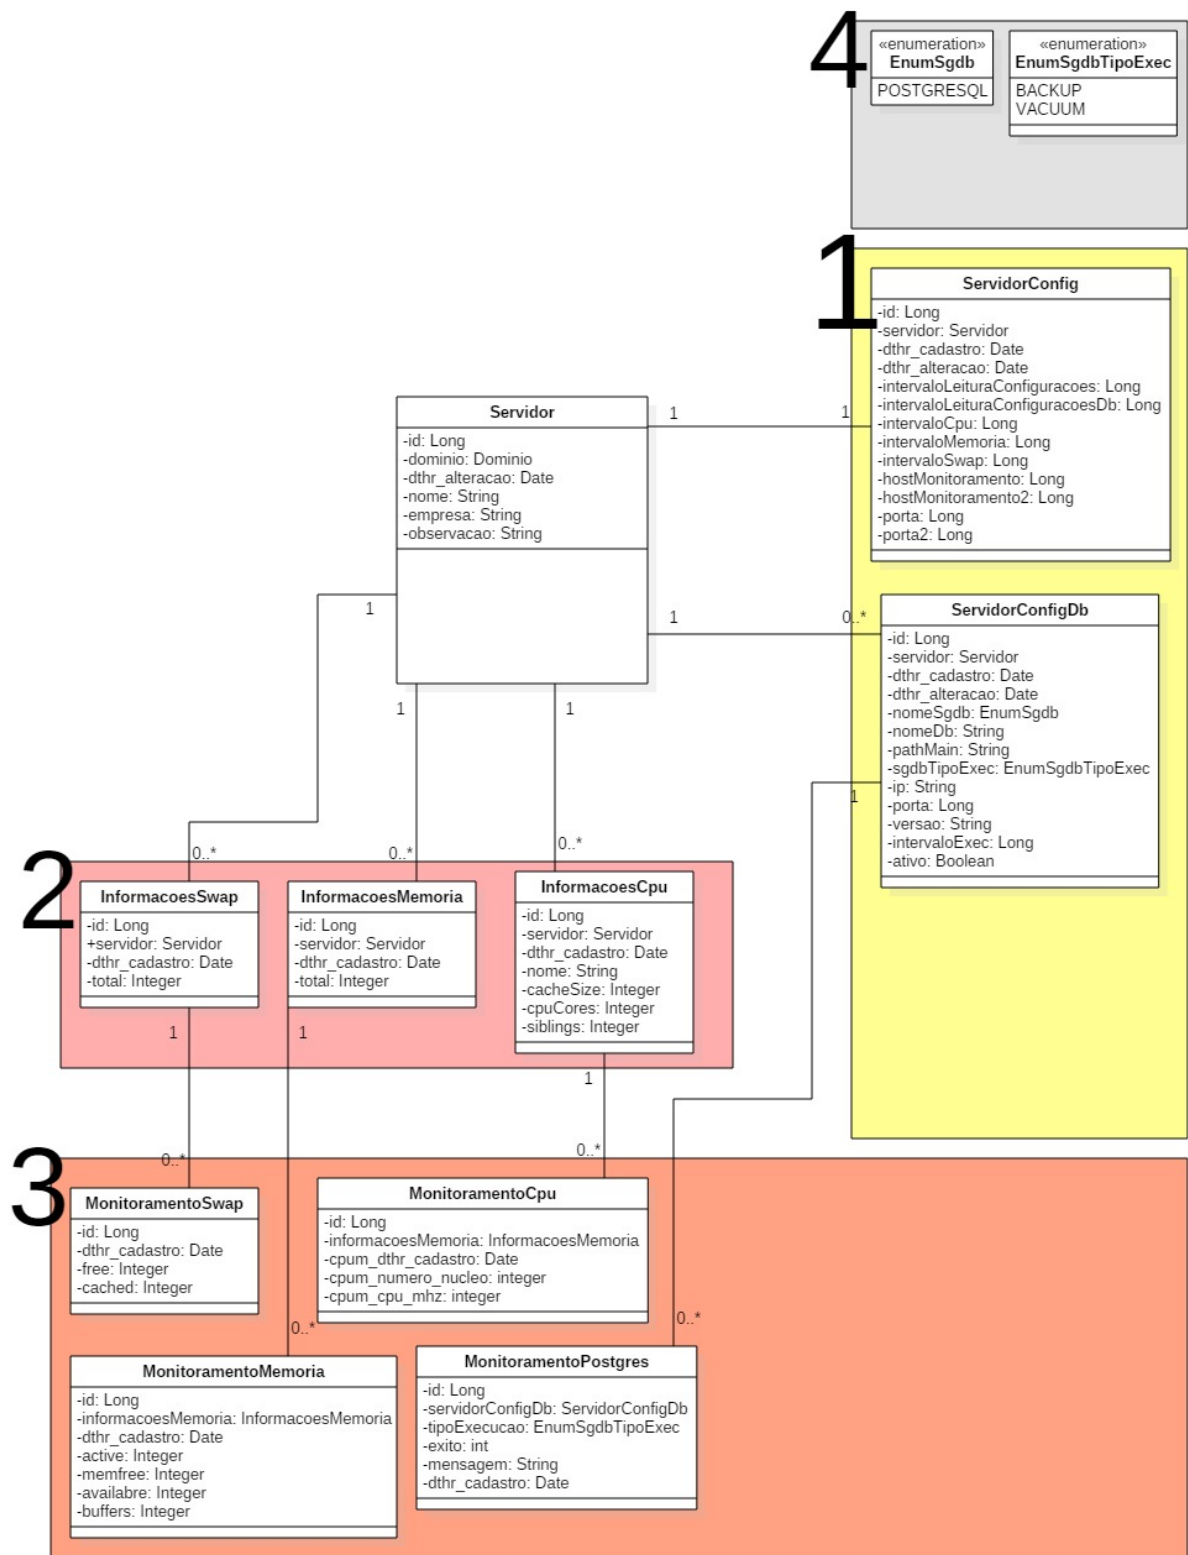 4
«enumeration»
EnumSgdb
POSTGRESQL
«enumeration»
EnumSgdbTipoExec
BACKUP
VACUUM
1
ServidorConfig
-id: Long
-servidor: Servidor
-dthr_cadastro: Date
-dthr_alteracao: Date
-intervaloLeituraConfiguracoes: Long
-intervaloLeituraConfiguracoesDb: Long
-intervaloCpu: Long
-intervaloMemoria: Long
-intervaloSwap: Long
-hostMonitoramento: Long
-hostMonitoramento2: Long
-porta: Long
-porta2: Long
Servidor
-id: Long
-dominio: Dominio
-dthr_alteracao: Date
-nome: String
-empresa: String
-observacao: String
1
1
1
0..*
ServidorConfigDb
-id: Long
-servidor: Servidor
-dthr_cadastro: Date
-dthr_alteracao: Date
-nomeSgdb: EnumSgdb
-nomeDb: String
-pathMain: String
-sgdbTipoExec: EnumSgdbTipoExec
-ip: String
-porta: Long
-versao: String
-intervaloExec: Long
-ativo: Boolean
1
1
1
1
0..*
0..*
0..*
2
InformacoesSwap
-id: Long
+servidor: Servidor
-dthr_cadastro: Date
-total: Integer
InformacoesMemoria
-id: Long
-servidor: Servidor
-dthr_cadastro: Date
-total: Integer
InformacoesCpu
-id: Long
-servidor: Servidor
-dthr_cadastro: Date
-nome: String
-cacheSize: Integer
-cpuCores: Integer
-siblings: Integer
1
1
1
0..*
0..*
3
MonitoramentoSwap
-id: Long
-dthr_cadastro: Date
-free: Integer
-cached: Integer
MonitoramentoCpu
-id: Long
-informacoesMemoria: InformacoesMemoria
-cpum_dthr_cadastro: Date
-cpum_numero_nucleo: integer
-cpum_cpu_mhz: integer
0..*
0..*
MonitoramentoMemoria
-id: Long
-informacoesMemoria: InformacoesMemoria
-dthr_cadastro: Date
-active: Integer
-memfree: Integer
-availabre: Integer
-buffers: Integer
MonitoramentoPostgres
-id: Long
-servidorConfigDb: ServidorConfigDb
-tipoExecucao: EnumSgdbTipoExec
-exito: int
-mensagem: String
-dthr_cadastro: Date